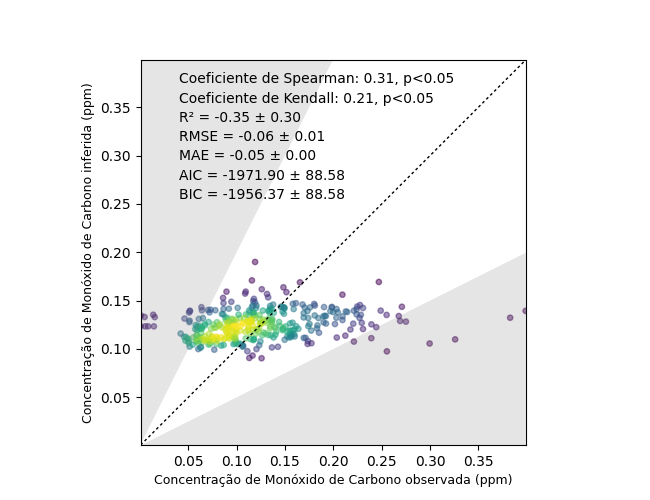 Coeficiente de Spearman: 0.31, p<0.05
Coeficiente de Kendall: 0.21, p<0.05
R² = -0.35 ± 0.30
RMSE = -0.06 ± 0.01
MAE = -0.05 ± 0.00
AIC = -1971.90 ± 88.58
BIC = -1956.37 ± 88.58
Concentração de Monóxido de Carbono inferida (ppm)
0.35
0.30
0.25
0.20
0.15
0.10
0.05
0.05 0.10 0.15 0.20 0.25 0.30 0.35
Concentração de Monóxido de Carbono observada (ppm)